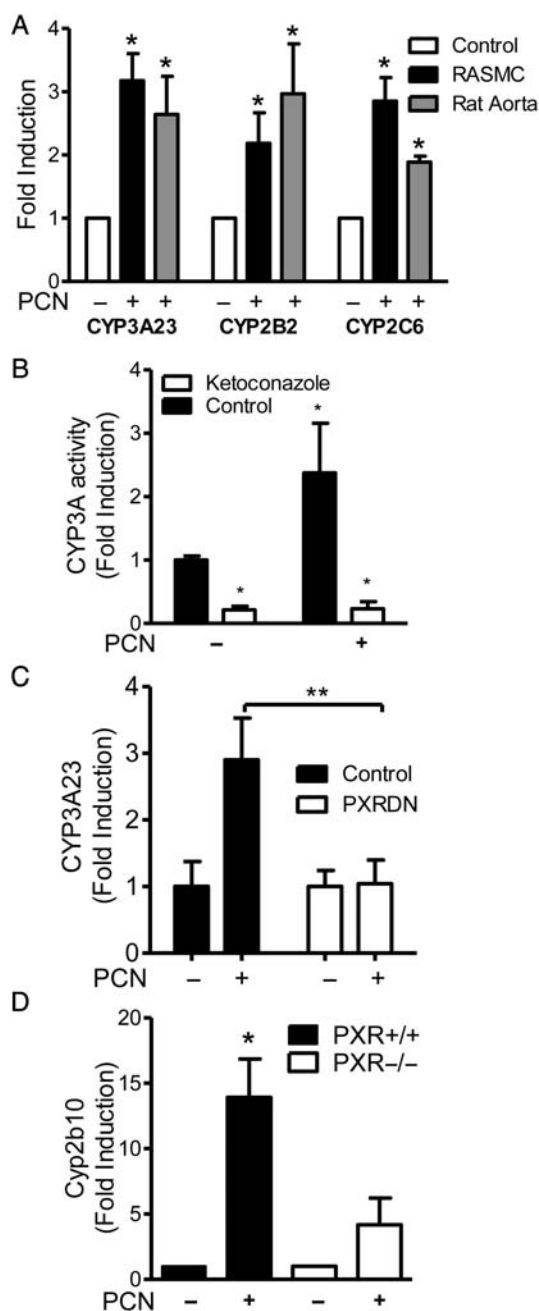 A
Fold Induction
4
3
2
1
0
* * * * * *
Control
RASMC
Rat Aorta
PCN – + + – + + – + +
CYP3A23 CYP2B2 CYP2C6
B
CYP3A activity
(Fold Induction)
4
3
2
1
0
Ketoconazole
Control
* * *
PCN – +
C
CYP3A23
(Fold Induction)
4
3
2
1
0
**
Control
PXRDN
PCN – + – +
D
Cyp2b10
(Fold Induction)
20
15
10
5
0
*
PXR+/+
PXR–/–
PCN – + – +